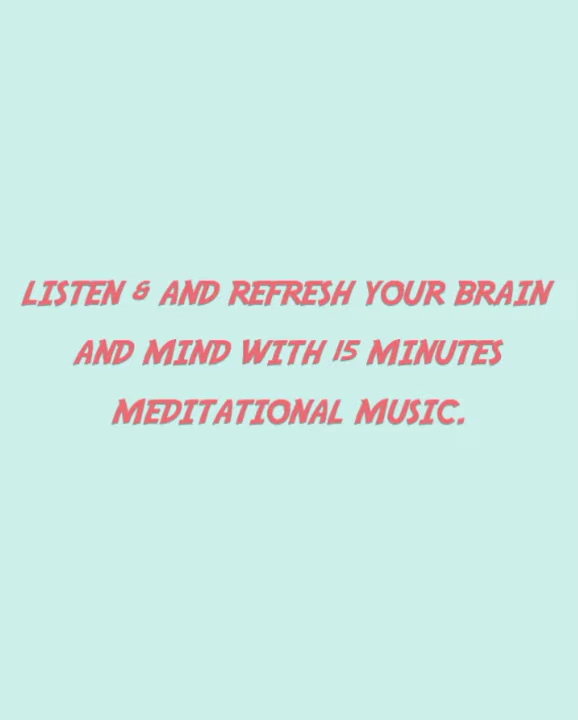 LISTEN & AND REFRESH YOUR BRAIN
AND MIND WITH 15 MINUTES
MEDITATIONAL MUSIC.